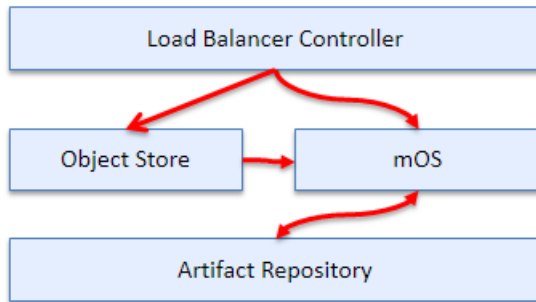 Load Balancer Controller
Object Store
mOS
Artifact Repository